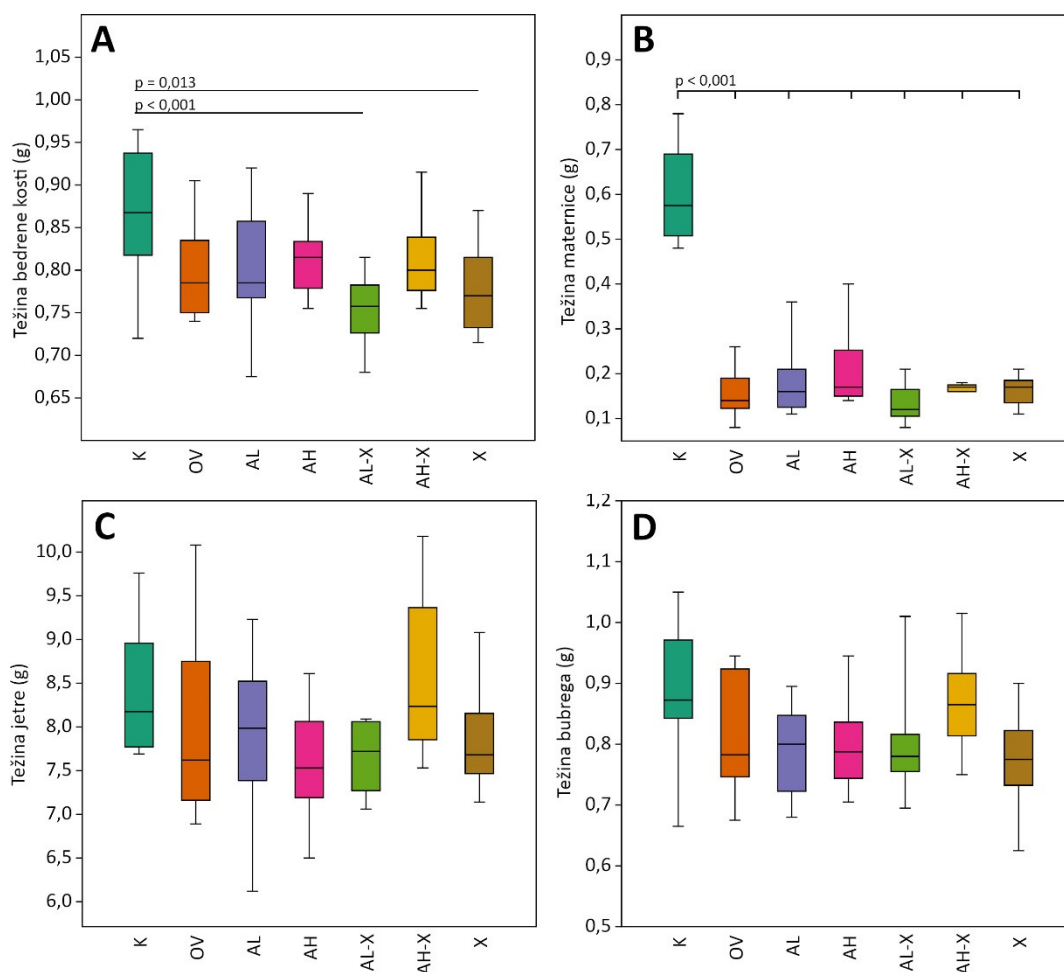 A
1,05
1,00
0,95
0,90
0,85
0,80
0,75
0,70
0,65
Težina bedrene kosti (g)
p = 0,013
p < 0,001
K
OV
AL
AH
AL-X
AH-X
X
B
0,9
0,8
0,7
0,6
0,5
0,4
0,3
0,2
0,1
Težina maternice (g)
p < 0,001
K
OV
AL
AH
AL-X
AH-X
X
C
10,0
9,5
9,0
8,5
8,0
7,5
7,0
6,5
6,0
Težina jetre (g)
K
OV
AL
AH
AL-X
AH-X
X
D
1,2
1,1
1,0
0,9
0,8
0,7
0,6
0,5
Težina bubrega (g)
K
OV
AL
AH
AL-X
AH-X
X